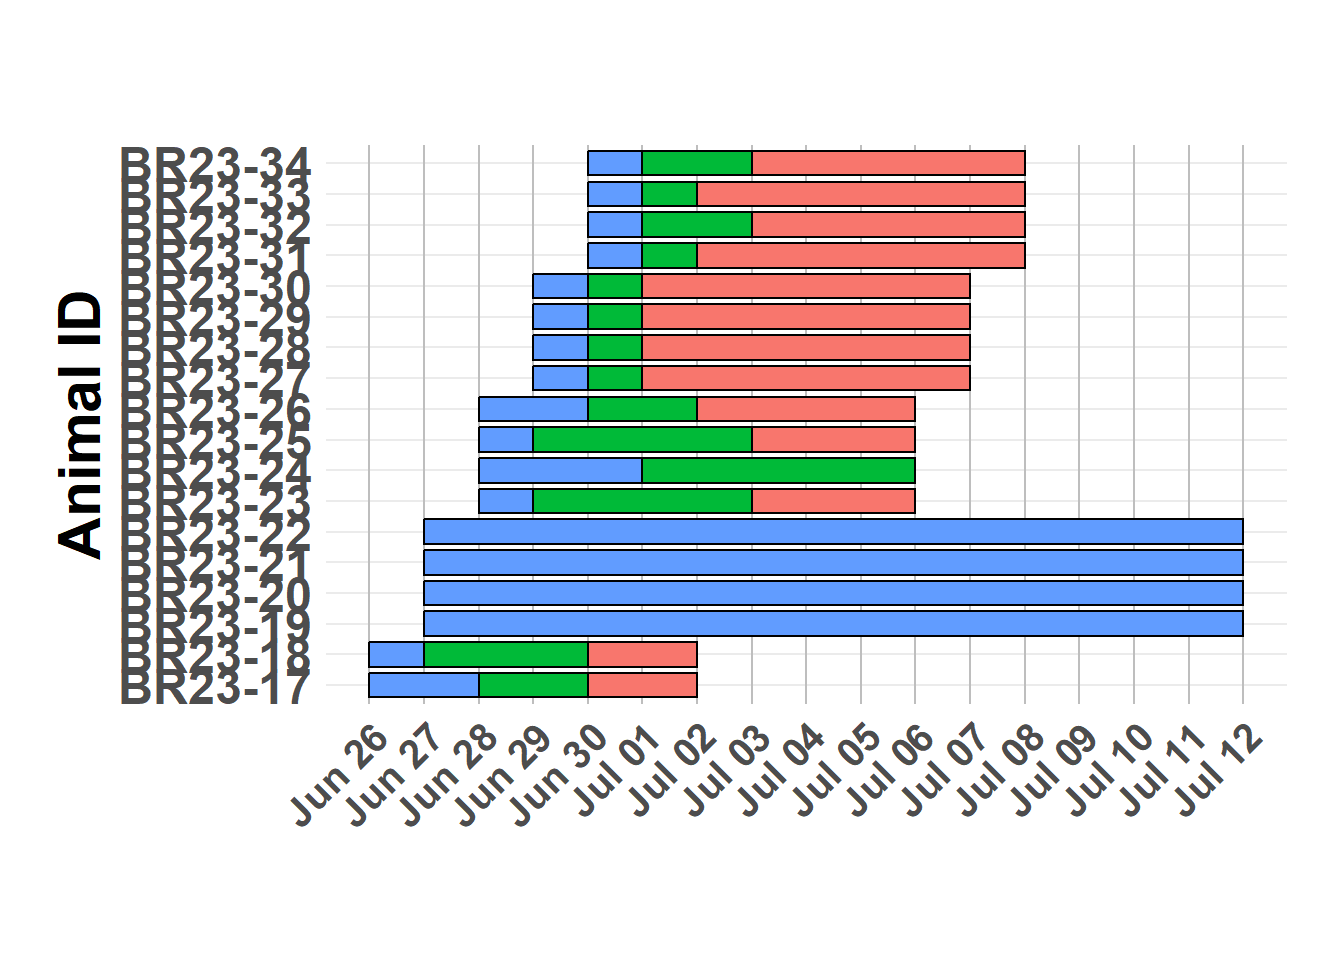 Animal ID
BR23-34
BR23-33
BR23-32
BR23-31
BR23-30
BR23-29
BR23-28
BR23-27
BR23-26
BR23-25
BR23-24
BR23-23
BR23-22
BR23-21
BR23-20
BR23-19
BR23-18
BR23-17
Jun 26
Jun 27
Jun 28
Jun 29
Jun 30
Jul 01
Jul 02
Jul 03
Jul 04
Jul 05
Jul 06
Jul 07
Jul 08
Jul 09
Jul 10
Jul 11
Jul 12